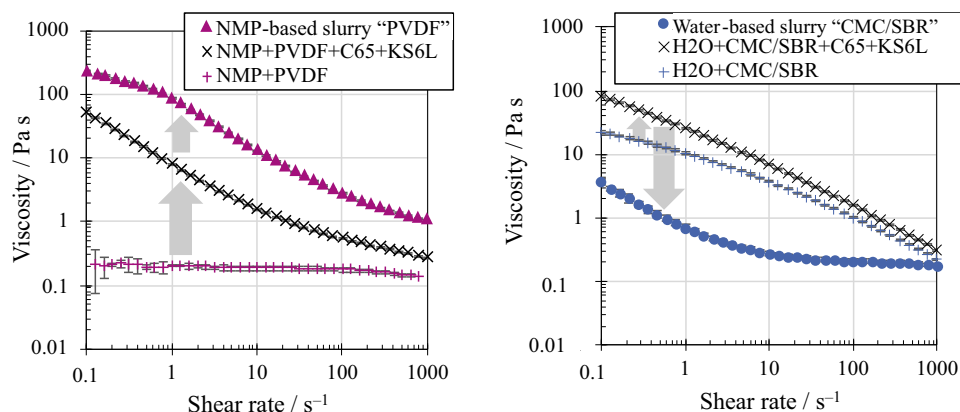 NMP-based slurry “PVDF”
NMP+PVDF+C65+KS6L
NMP+PVDF
1000
100
10
1
0.1
0.01
Viscosity / Pa s
0.1 1 10 100 1000
Shear rate / s–1
Water-based slurry “CMC/SBR”
H2O+CMC/SBR+C65+KS6L
H2O+CMC/SBR
1000
100
10
1
0.1
0.01
Viscosity / Pa s
0.1 1 10 100 1000
Shear rate / s–1